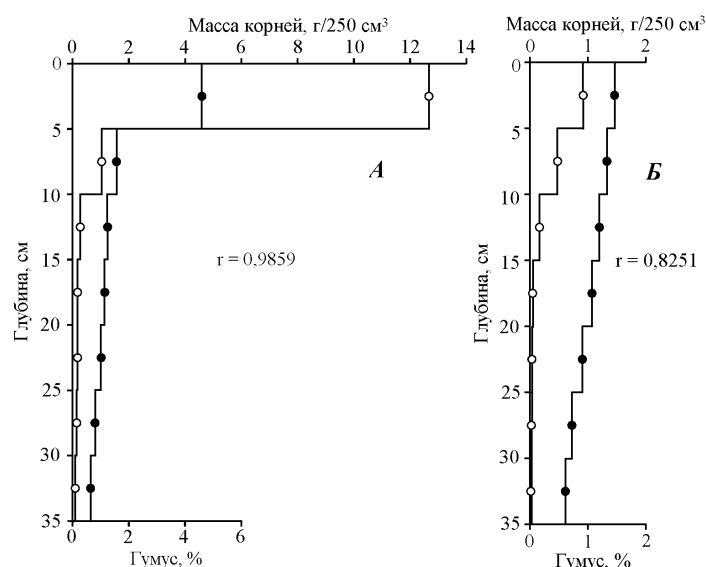 Масса корней, г/250 см³
0 2 4 6 8 10 12 14
0
5
10
15
20
25
30
35
Глубина, см
А
r = 0,9859
0 2 4 6
Гумус, %
Масса корней, г/250 см³
0 1 2
0
5
10
15
20
25
30
35
Глубина, см
Б
r = 0,8251
0 1 2
Гумус, %